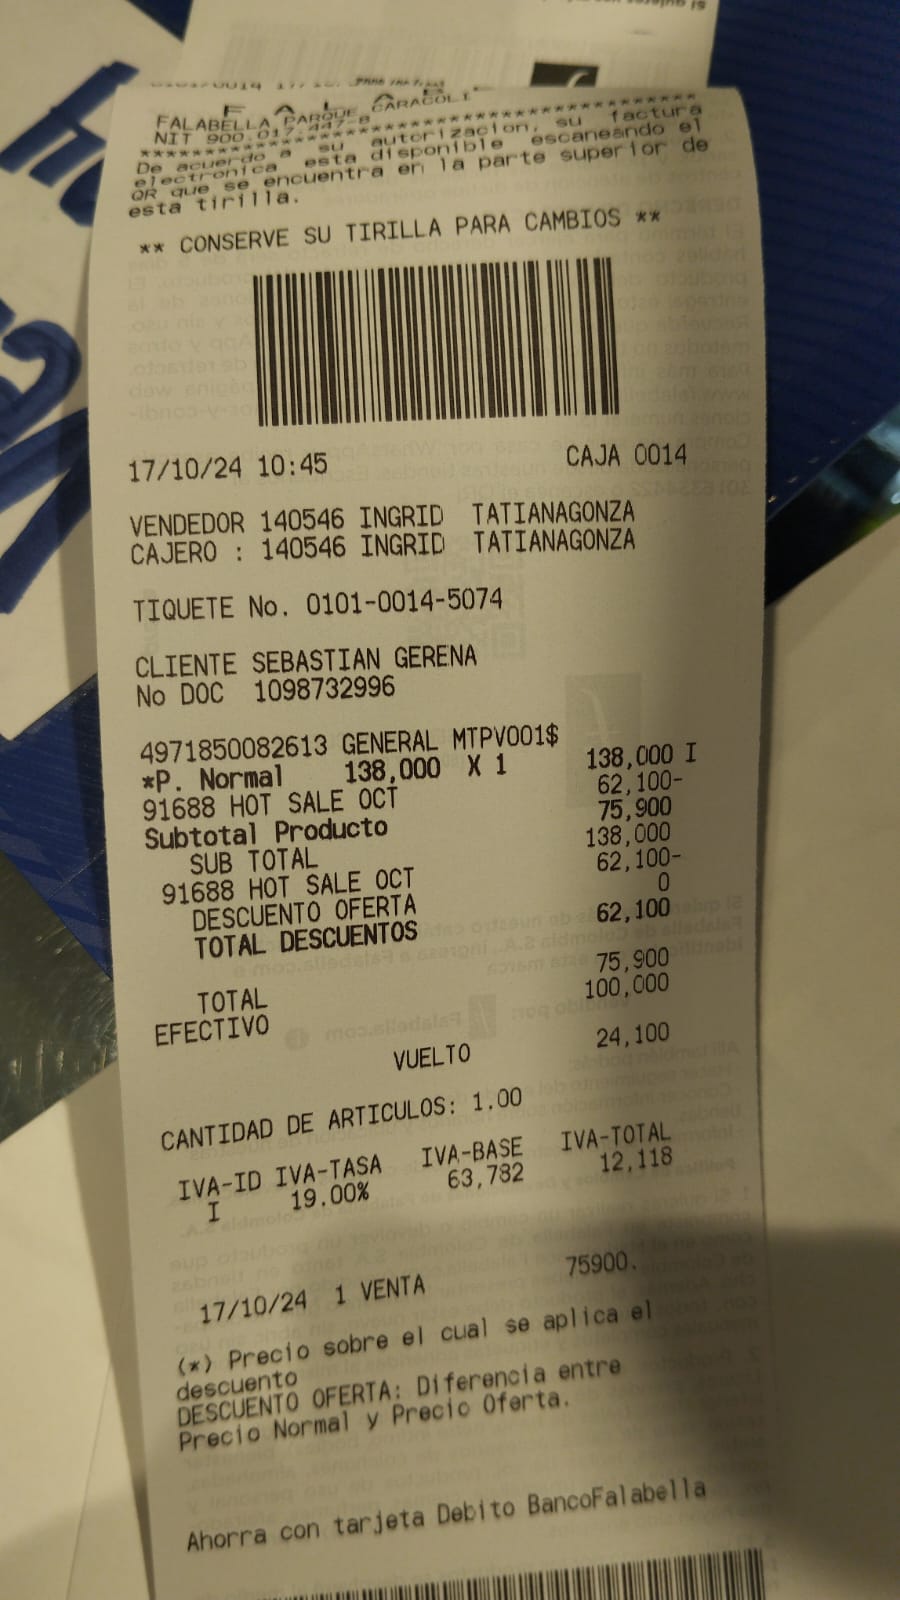 F A L A B E L
FALABELLA PARQUE CARACOLI
NIT 900.017.447-8
****************************************
De acuerdo a su autorizacion, su factura
electronica esta disponible escaneando el
QR que se encuentra en la parte superior de
esta tirilla.
** CONSERVE SU TIRILLA PARA CAMBIOS **
17/10/24 10:45 CAJA 0014
VENDEDOR 140546 INGRID TATIANAGONZA
CAJERO : 140546 INGRID TATIANAGONZA
TIQUETE No. 0101-0014-5074
CLIENTE SEBASTIAN GERENA
No DOC 1098732996
4971850082613 GENERAL MTPV001$
*P. Normal 138,000 X 1 138,000 I
91688 HOT SALE OCT 62,100-
Subtotal Producto 75,900
SUB TOTAL 138,000
91688 HOT SALE OCT 62,100-
DESCUENTO OFERTA 0
TOTAL DESCUENTOS 62,100
TOTAL 75,900
EFECTIVO 100,000
VUELTO 24,100
CANTIDAD DE ARTICULOS: 1.00
IVA-ID IVA-TASA IVA-BASE IVA-TOTAL
I 19.00% 63,782 12,118
17/10/24 1 VENTA 75900.
(*) Precio sobre el cual se aplica el
descuento
DESCUENTO OFERTA: Diferencia entre
Precio Normal y Precio Oferta.
Ahorra con tarjeta Debito BancoFalabella